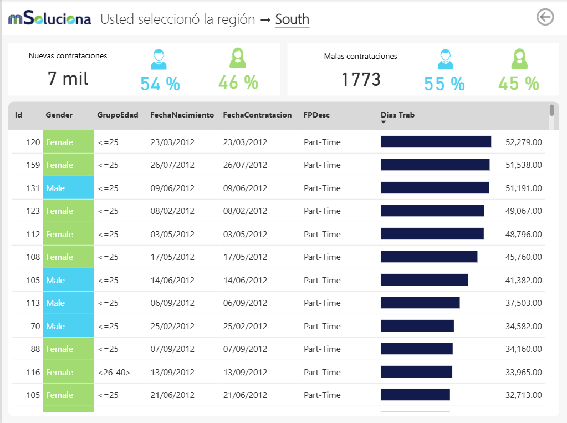 mSoluciona Usted seleccionó la región → South
Nuevas contrataciones
7 mil
54 %
46 %
Malas contrataciones
1773
55 %
45 %
Id Gender GrupoEdad FechaNacimiento FechaContratacion FPDesc Dias Trab
120 Female <=25 23/03/2012 23/03/2012 Part-Time 52,279.00
159 Female <=25 26/07/2012 26/07/2012 Part-Time 51,538.00
131 Male <=25 09/06/2012 09/06/2012 Part-Time 51,191.00
123 Female <=25 08/02/2012 08/02/2012 Part-Time 49,067.00
112 Female <=25 03/05/2012 03/05/2012 Part-Time 48,796.00
108 Female <=25 17/05/2012 17/05/2012 Part-Time 45,760.00
105 Male <=25 14/06/2012 14/06/2012 Part-Time 41,382.00
113 Male <=25 06/09/2012 06/09/2012 Part-Time 37,503.00
70 Male <=25 25/02/2012 25/02/2012 Part-Time 34,582.00
88 Female <=25 07/09/2012 07/09/2012 Part-Time 34,160.00
116 Female <26-40> 13/09/2012 13/09/2012 Part-Time 33,965.00
105 Female <=25 21/06/2012 21/06/2012 Part-Time 32,713.00